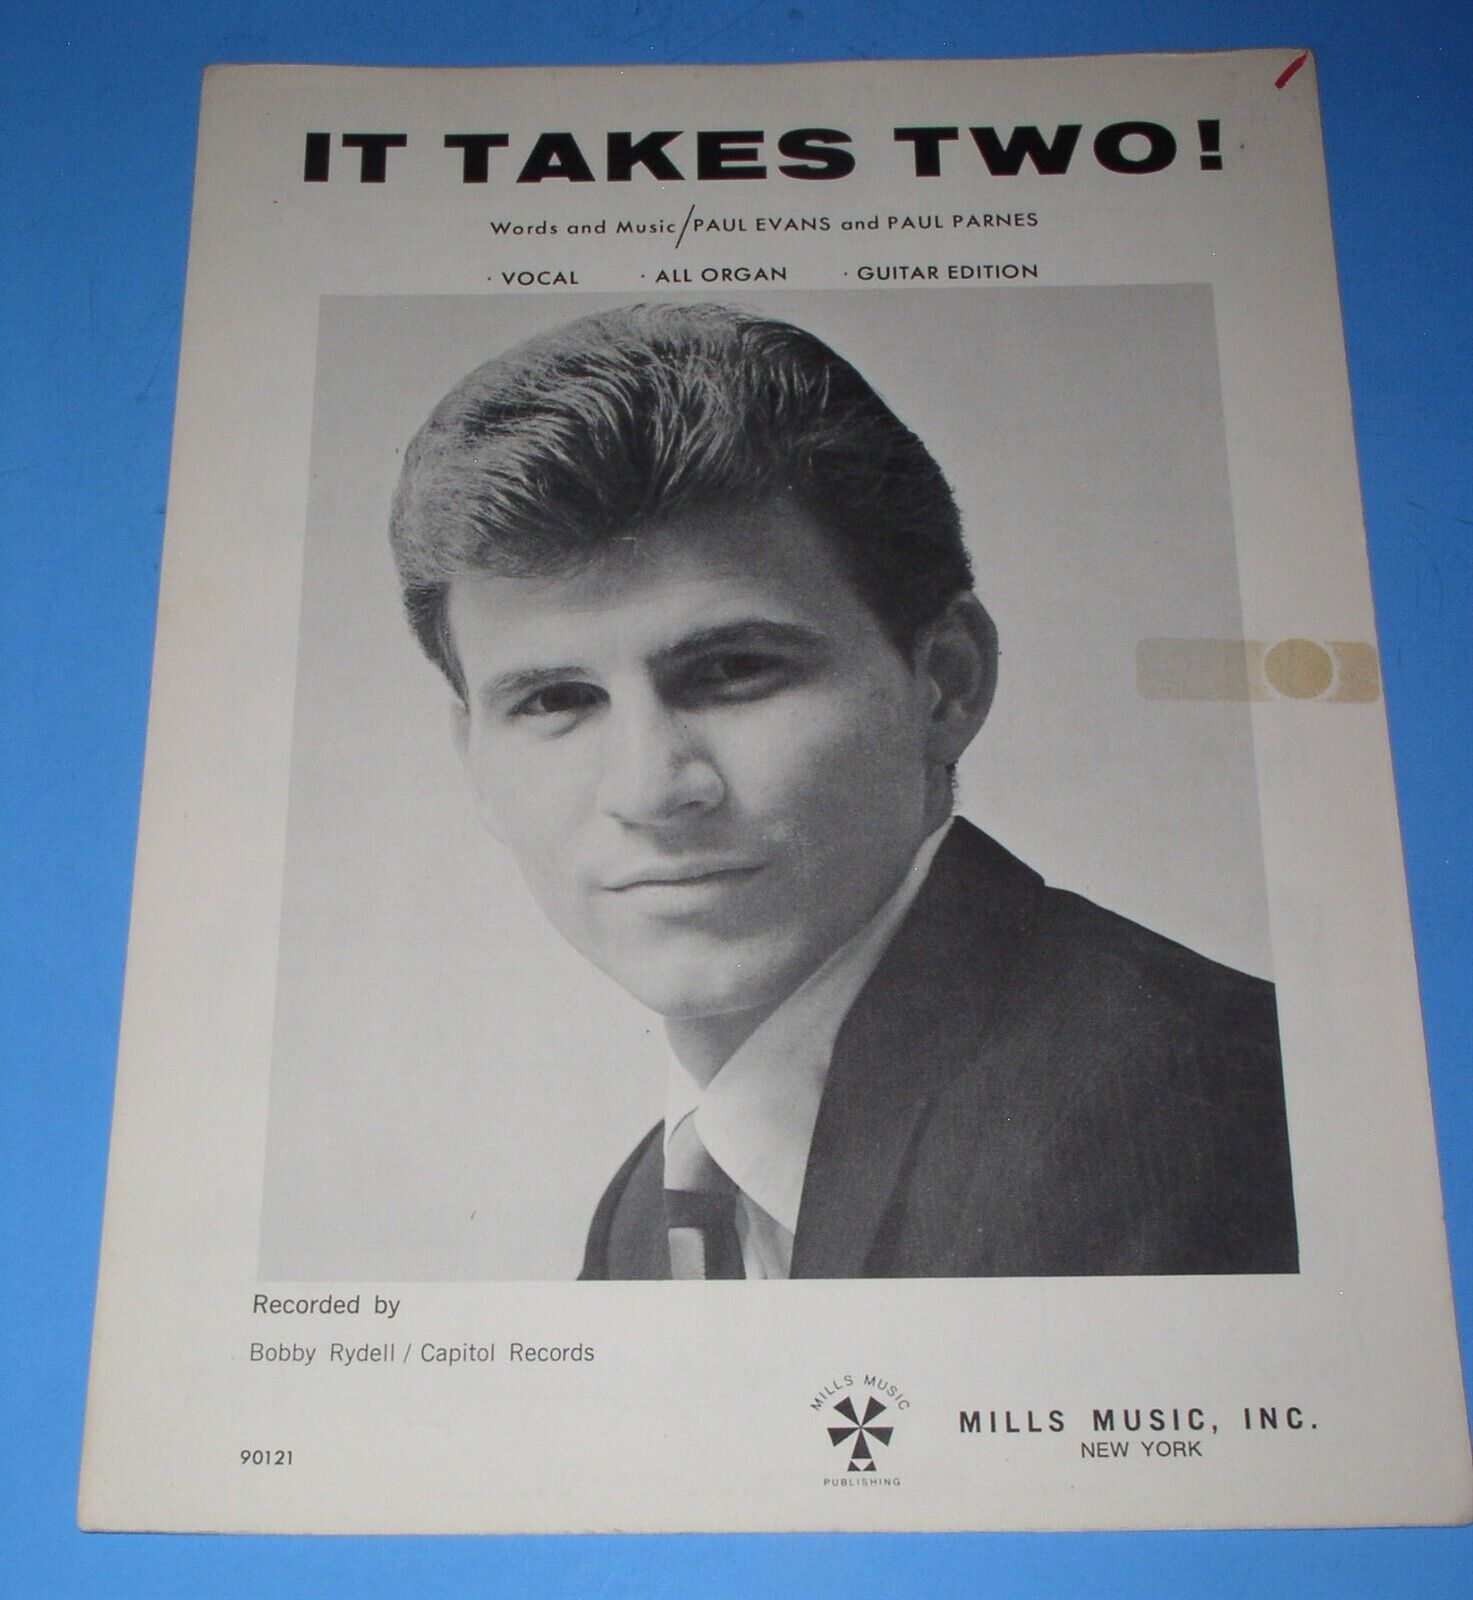 IT TAKES TWO!
Words and Music/PAUL EVANS and PAUL PARNES
· VOCAL · ALL ORGAN · GUITAR EDITION
Recorded by
Bobby Rydell / Capitol Records
MILLS MUSIC
PUBLISHING
MILLS MUSIC, INC.
NEW YORK
90121